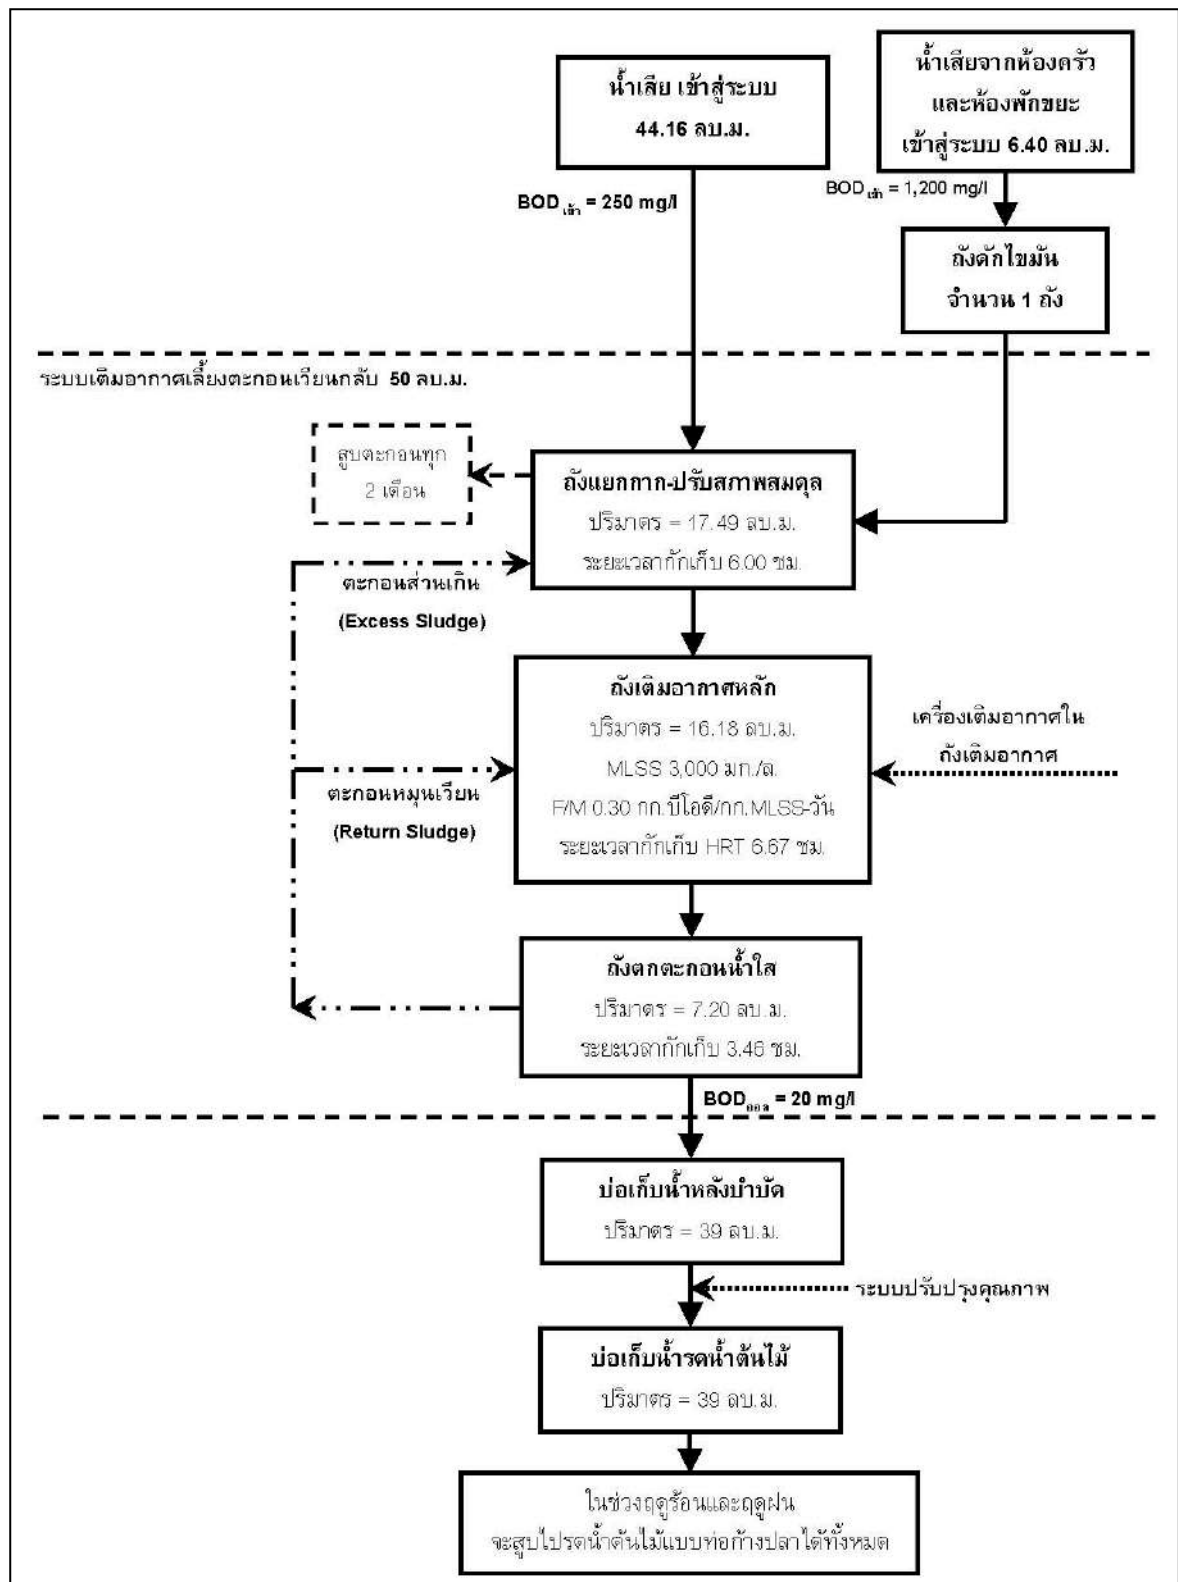 น้ำเสีย เข้าสู่ระบบ
44.16 ลบ.ม.
น้ำเสียจากห้องครัว
และห้องพักขยะ
เข้าสู่ระบบ 6.40 ลบ.ม.
BOD เข้า = 250 mg/l
BOD เข้า = 1,200 mg/l
ถังดักไขมัน
จำนวน 1 ถัง
ระบบเติมอากาศเลี้ยงตะกอนเวียนกลับ 50 ลบ.ม.
สูบตะกอนทุก
2 เดือน
ถังแยกกาก-ปรับสภาพสมดุล
ปริมาตร = 17.49 ลบ.ม.
ระยะเวลากักเก็บ 6.00 ชม.
ตะกอนส่วนเกิน
(Excess Sludge)
ถังเติมอากาศหลัก
ปริมาตร = 16.18 ลบ.ม.
MLSS 3,000 มก./ล.
F/M 0.30 กก.บีโอดี/กก.MLSS-วัน
ระยะเวลากักเก็บ HRT 6.67 ชม.
เครื่องเติมอากาศใน
ถังเติมอากาศ
ตะกอนหมุนเวียน
(Return Sludge)
ถังตกตะกอนน้ำใส
ปริมาตร = 7.20 ลบ.ม.
ระยะเวลากักเก็บ 3.46 ชม.
BOD ออก = 20 mg/l
บ่อเก็บน้ำหลังบำบัด
ปริมาตร = 39 ลบ.ม.
ระบบปรับปรุงคุณภาพ
บ่อเก็บน้ำรดน้ำต้นไม้
ปริมาตร = 39 ลบ.ม.
ในช่วงฤดูร้อนและฤดูฝน
จะสูบไปรดน้ำต้นไม้แบบท่อก้างปลาได้ทั้งหมด